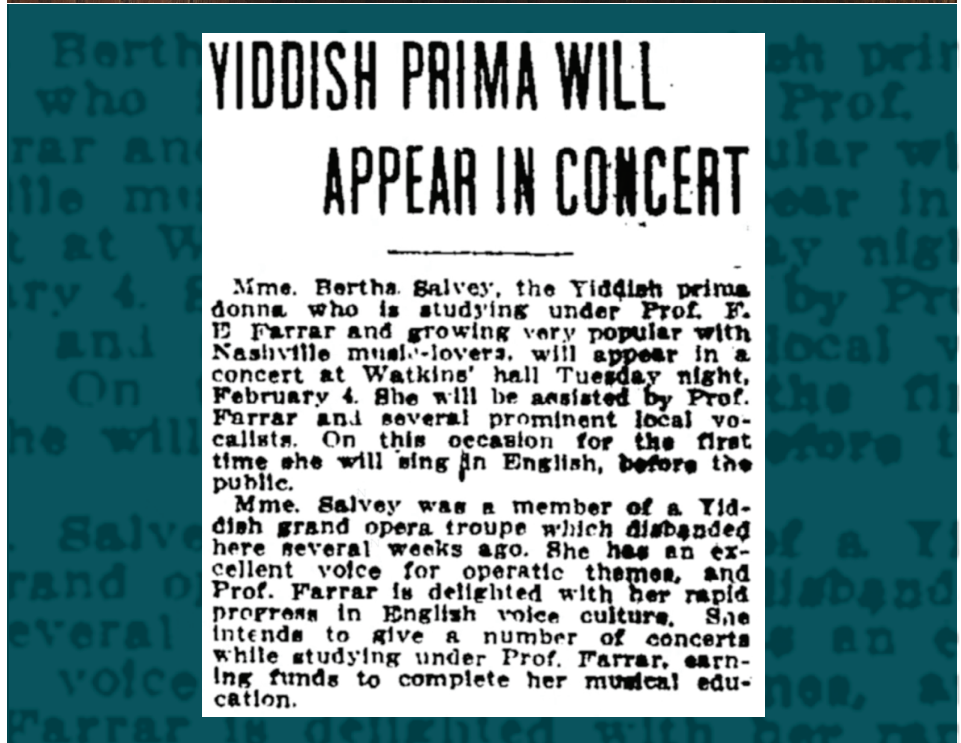 YIDDISH PRIMA WILL
APPEAR IN CONCERT
Mme. Bertha Salvey, the Yiddish prima
donna who is studying under Prof. F.
E Farrar and growing very popular with
Nashville music-lovers, will appear in a
concert at Watkins' hall Tuesday night,
February 4. She will be assisted by Prof.
Farrar and several prominent local vo-
calists. On this occasion for the first
time she will sing in English, before the
public.
Mme. Salvey was a member of a Yid-
dish grand opera troupe which disbanded
here several weeks ago. She has an ex-
cellent voice for operatic themes, and
Prof. Farrar is delighted with her rapid
progress in English voice culture. She
intends to give a number of concerts
while studying under Prof. Farrar, earn-
ing funds to complete her musical edu-
cation.